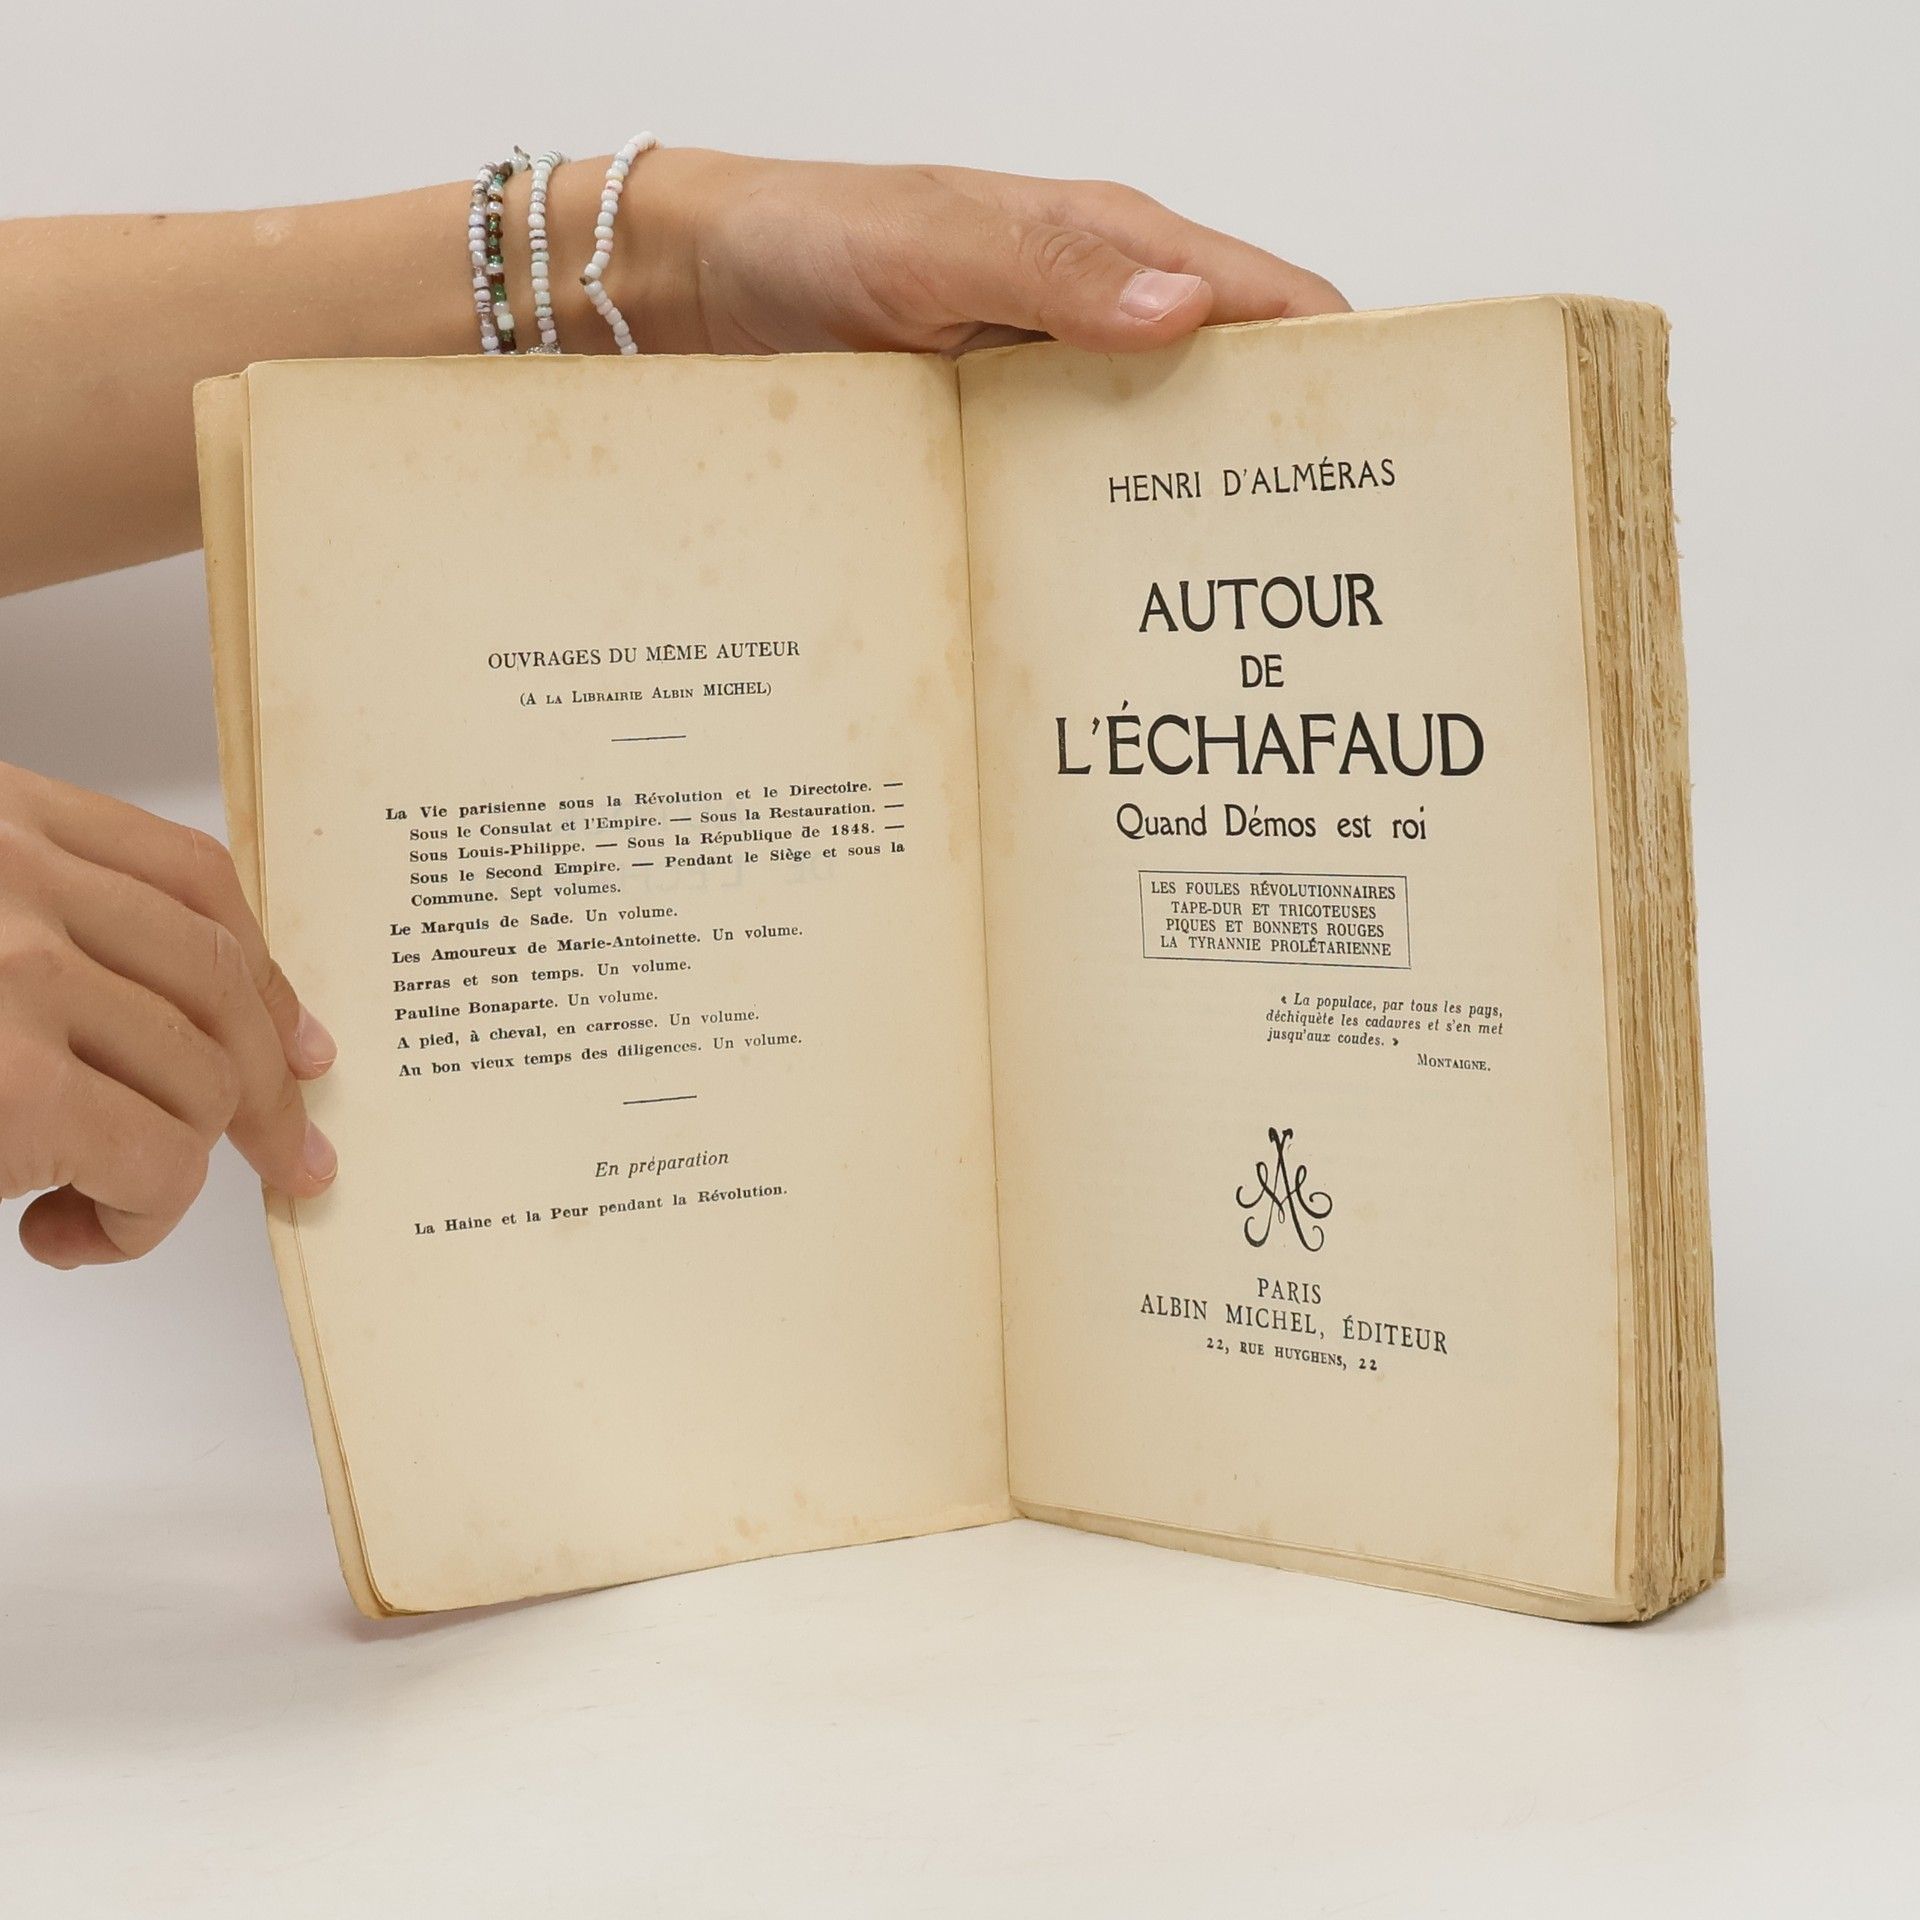 OUVRAGES DU MÊME AUTEUR
(A LA LIBRAIRIE ALBIN MICHEL)
La Vie parisienne sous la Révolution et le Directoire. —
Sous le Consulat et l'Empire. — Sous la Restauration. —
Sous Louis-Philippe. — Sous la République de 1848. —
Sous le Second Empire. — Pendant le Siège et sous la
Commune. Sept volumes.
Le Marquis de Sade. Un volume.
Les Amoureux de Marie-Antoinette. Un volume.
Barras et son temps. Un volume.
Pauline Bonaparte. Un volume.
A pied, à cheval, en carrosse. Un volume.
Au bon vieux temps des diligences. Un volume.
En préparation
La Haine et la Peur pendant la Révolution.
HENRI D'ALMÉRAS
AUTOUR
DE
L'ÉCHAFAUD
Quand Démos est roi
LES FOULES RÉVOLUTIONNAIRES
TAPE-DUR ET TRICOTEUSES
PIQUES ET BONNETS ROUGES
LA TYRANNIE PROLÉTARIENNE
« La populace, par tous les pays,
déchiquète les cadavres et s'en met
jusqu'aux coudes. »
MONTAIGNE.
PARIS
ALBIN MICHEL, ÉDITEUR
22, RUE HUYGHENS, 22